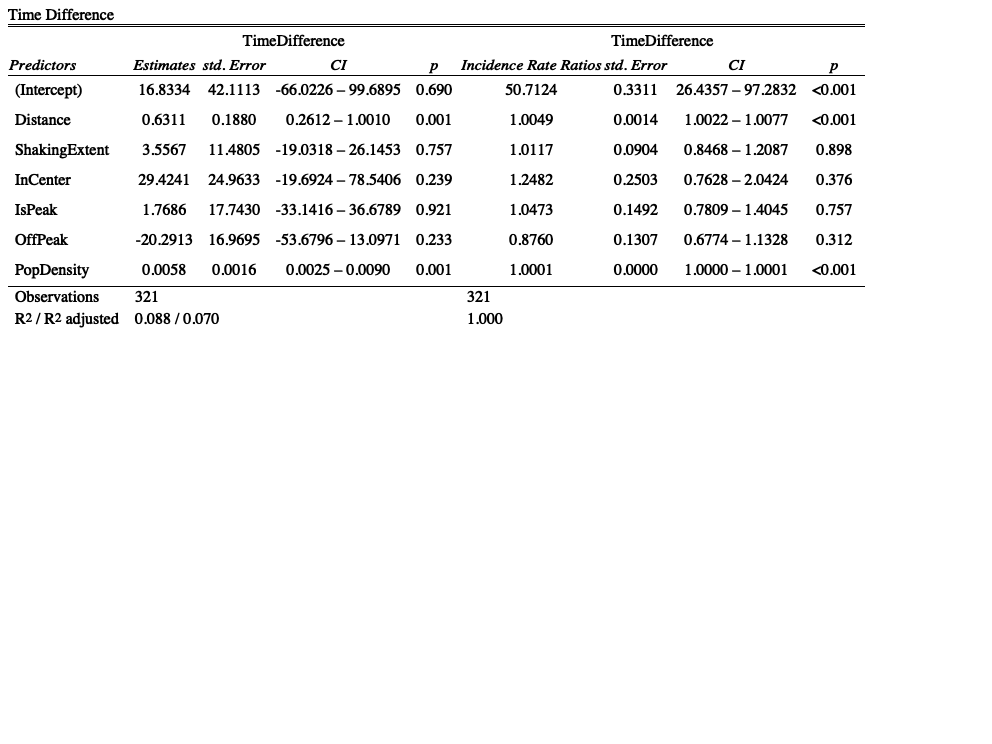 Time Difference
TimeDifference TimeDifference
Predictors Estimates std. Error CI p Incidence Rate Ratios std. Error CI p
(Intercept) 16.8334 42.1113 -66.0226 – 99.6895 0.690 50.7124 0.3311 26.4357 – 97.2832 <0.001
Distance 0.6311 0.1880 0.2612 – 1.0010 0.001 1.0049 0.0014 1.0022 – 1.0077 <0.001
ShakingExtent 3.5567 11.4805 -19.0318 – 26.1453 0.757 1.0117 0.0904 0.8468 – 1.2087 0.898
InCenter 29.4241 24.9633 -19.6924 – 78.5406 0.239 1.2482 0.2503 0.7628 – 2.0424 0.376
IsPeak 1.7686 17.7430 -33.1416 – 36.6789 0.921 1.0473 0.1492 0.7809 – 1.4045 0.757
OffPeak -20.2913 16.9695 -53.6796 – 13.0971 0.233 0.8760 0.1307 0.6774 – 1.1328 0.312
PopDensity 0.0058 0.0016 0.0025 – 0.0090 0.001 1.0001 0.0000 1.0000 – 1.0001 <0.001
Observations 321 321
R2 / R2 adjusted 0.088 / 0.070 1.000